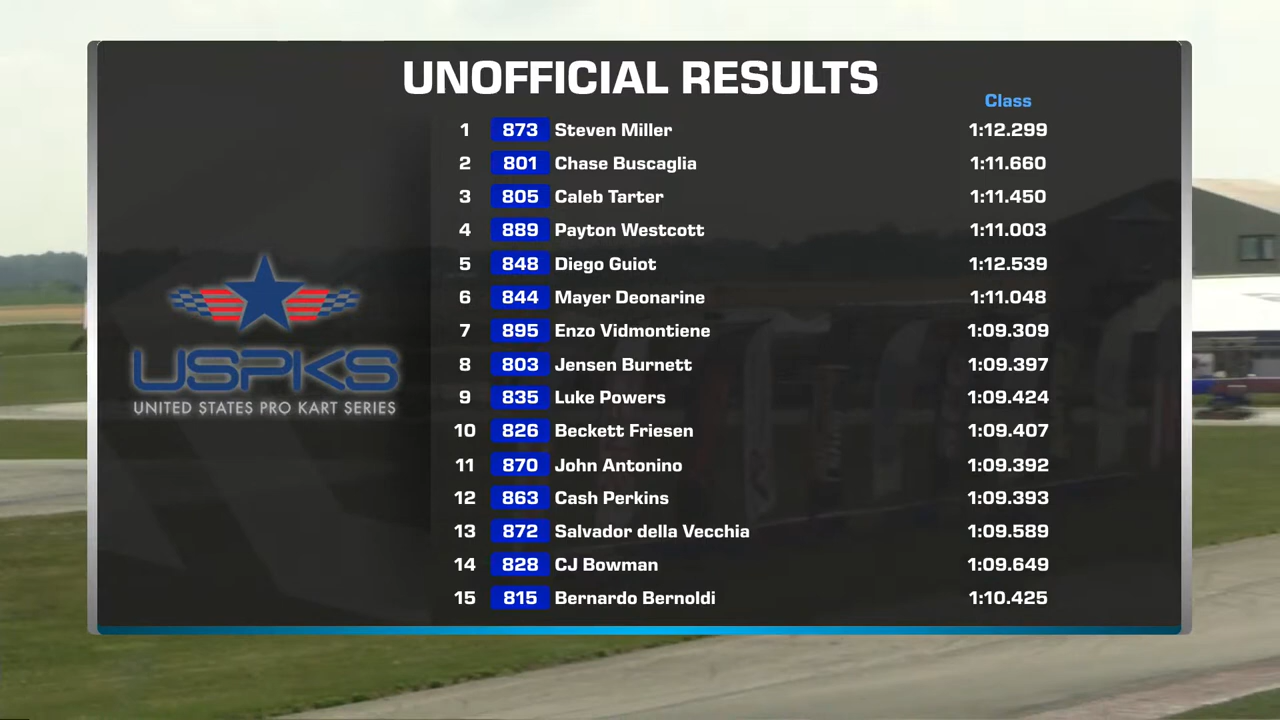 UNOFFICIAL RESULTS
Class
1 873 Steven Miller 1:12.299
2 801 Chase Buscaglia 1:11.660
3 805 Caleb Tarter 1:11.450
4 889 Payton Westcott 1:11.003
5 848 Diego Guiot 1:12.539
6 844 Mayer Deonarine 1:11.048
7 895 Enzo Vidmontiene 1:09.309
8 803 Jensen Burnett 1:09.397
9 835 Luke Powers 1:09.424
10 826 Beckett Friesen 1:09.407
11 870 John Antonino 1:09.392
12 863 Cash Perkins 1:09.393
13 872 Salvador della Vecchia 1:09.589
14 828 CJ Bowman 1:09.649
15 815 Bernardo Bernoldi 1:10.425
USPKS
UNITED STATES PRO KART SERIES